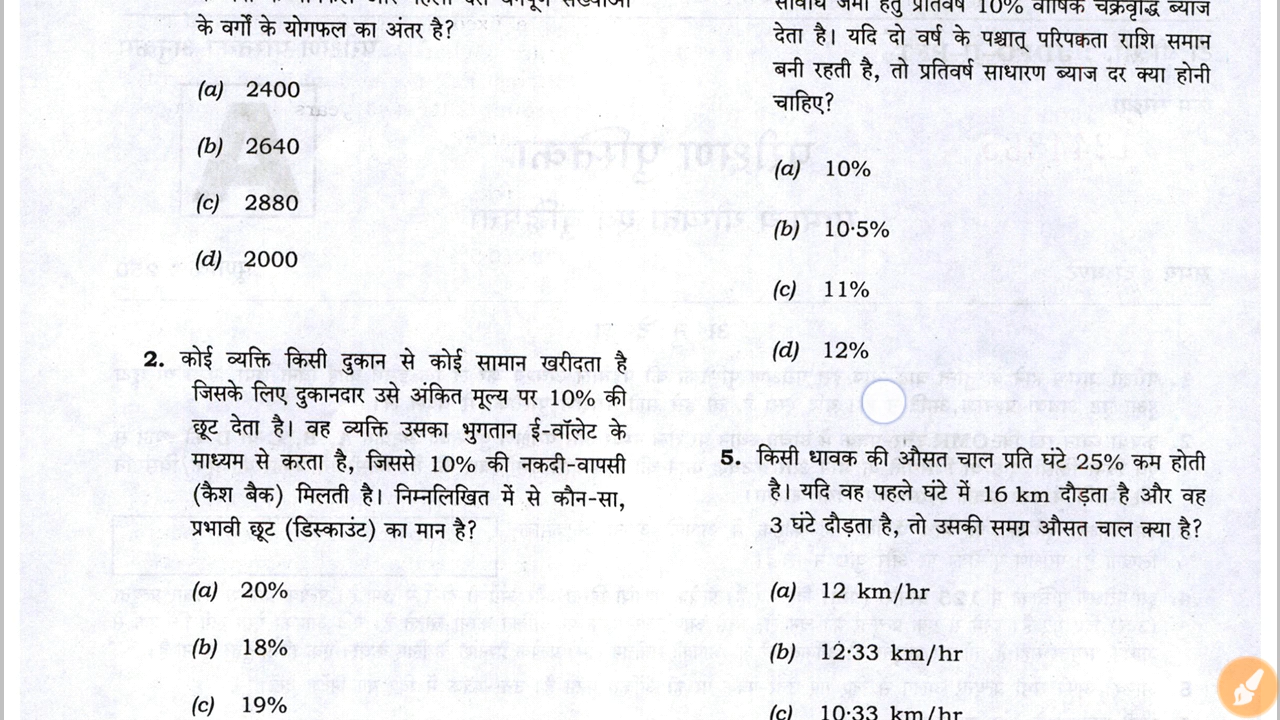 के वर्गों के योगफल का अंतर है?
(a) 2400
(b) 2640
(c) 2880
(d) 2000
2. कोई व्यक्ति किसी दुकान से कोई सामान खरीदता है
जिसके लिए दुकानदार उसे अंकित मूल्य पर 10% की
छूट देता है। वह व्यक्ति उसका भुगतान ई-वॉलेट के
माध्यम से करता है, जिससे 10% की नकदी-वापसी
(कैश बैक) मिलती है। निम्नलिखित में से कौन-सा,
प्रभावी छूट (डिस्काउंट) का मान है?
(a) 20%
(b) 18%
(c) 19%
सावधि जमा हेतु प्रतिवर्ष 10% वार्षिक चक्रवृद्धि ब्याज
देता है। यदि दो वर्ष के पश्चात् परिपक्वता राशि समान
बनी रहती है, तो प्रतिवर्ष साधारण ब्याज दर क्या होनी
चाहिए?
(a) 10%
(b) 10·5%
(c) 11%
(d) 12%
5. किसी धावक की औसत चाल प्रति घंटे 25% कम होती
है। यदि वह पहले घंटे में 16 km दौड़ता है और वह
3 घंटे दौड़ता है, तो उसकी समग्र औसत चाल क्या है?
(a) 12 km/hr
(b) 12·33 km/hr
(c) 10·33 km/hr